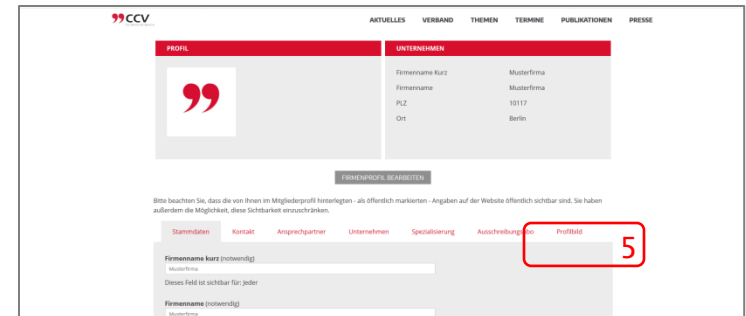 CCV
AKTUELLES VERBAND THEMEN TERMINE PUBLIKATIONEN PRESSE
PROFIL
UNTERNEHMEN
Firmenname Kurz Musterfirma
Firmenname Musterfirma
PLZ 10117
Ort Berlin
FIRMENPROFIL BEARBEITEN
Bitte beachten Sie, dass die von Ihnen im Mitgliederprofil hinterlegten - als öffentlich markierten - Angaben auf der Website öffentlich sichtbar sind. Sie haben
außerdem die Möglichkeit, diese Sichtbarkeit einzuschränken.
Stammdaten Kontakt Ansprechpartner Unternehmen Spezialisierung Ausschreibungsabo Profilbild
5
Firmenname kurz (notwendig)
Musterfirma
Dieses Feld ist sichtbar für: Jeder
Firmenname (notwendig)
Musterfirma